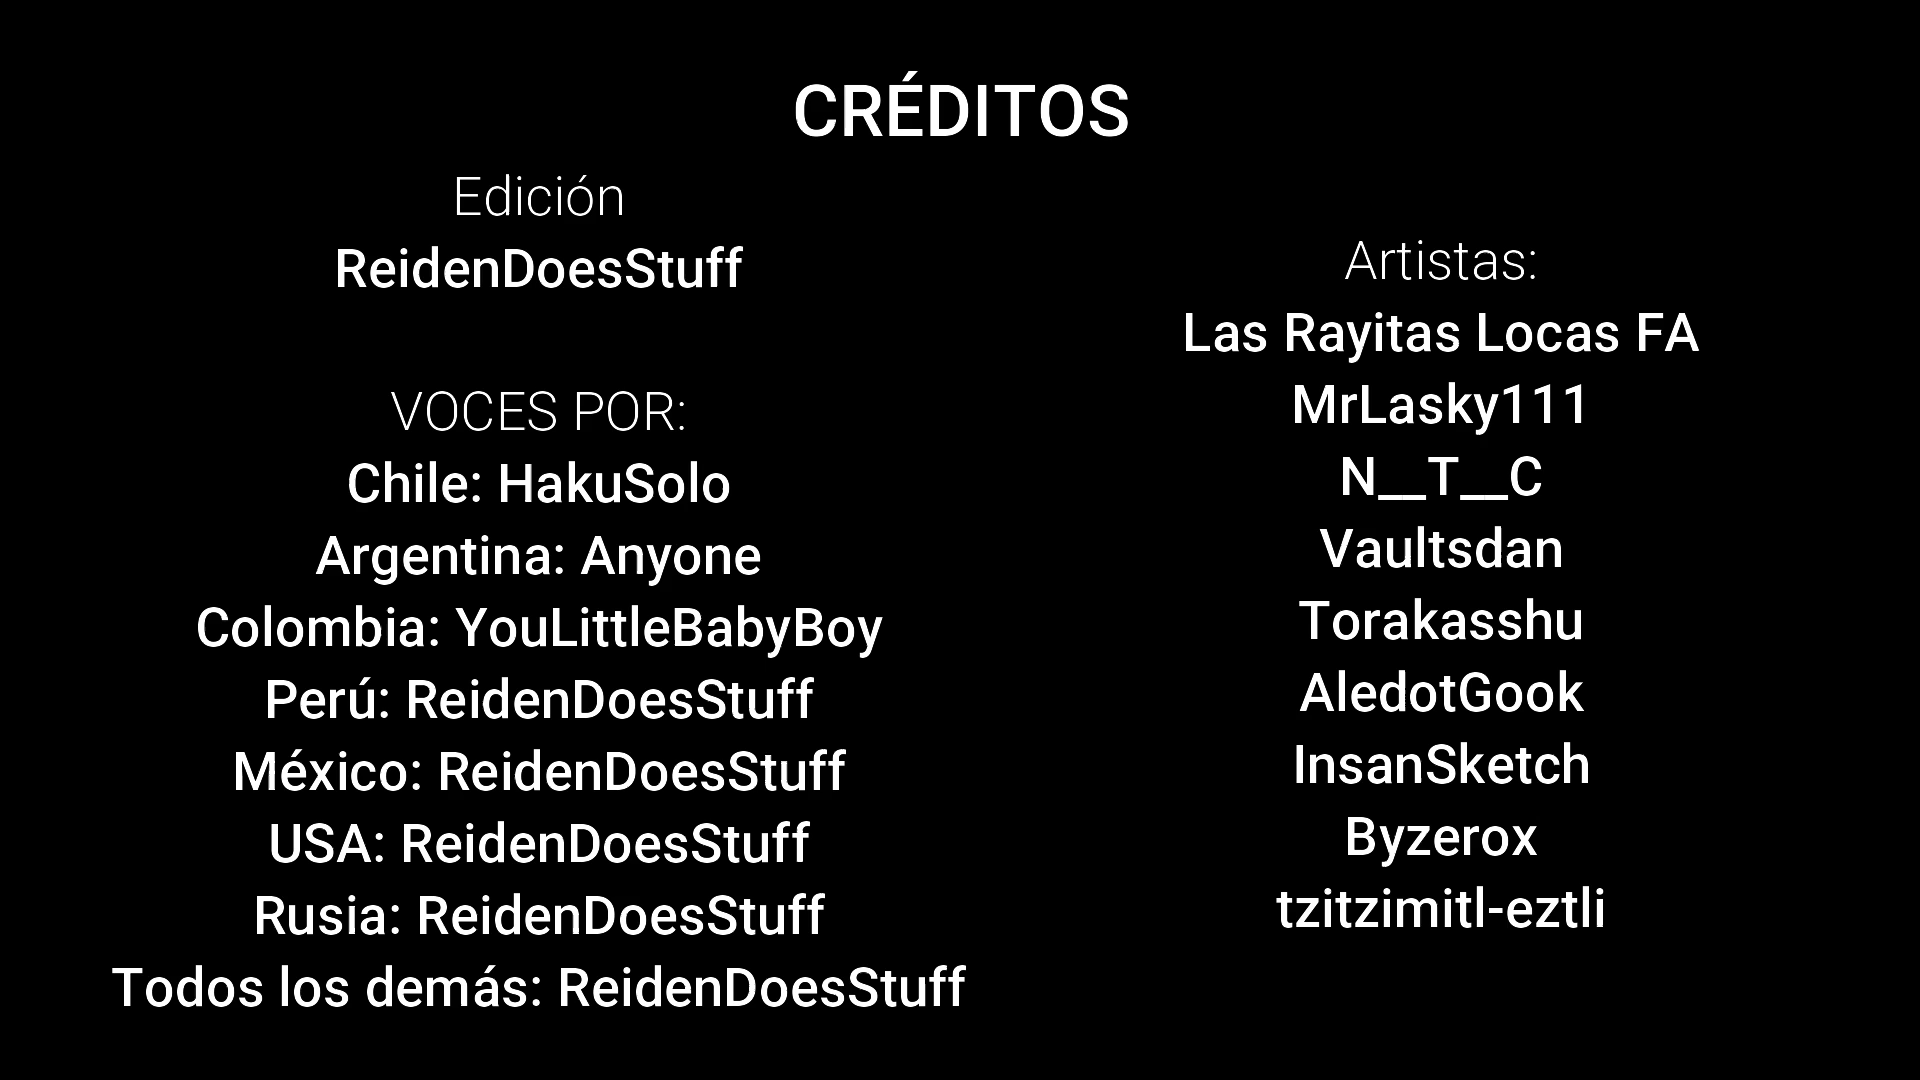 CRÉDITOS
Edición
ReidenDoesStuff
VOCES POR:
Chile: HakuSolo
Argentina: Anyone
Colombia: YouLittleBabyBoy
Perú: ReidenDoesStuff
México: ReidenDoesStuff
USA: ReidenDoesStuff
Rusia: ReidenDoesStuff
Todos los demás: ReidenDoesStuff
Artistas:
Las Rayitas Locas FA
MrLasky111
N__T__C
Vaultsdan
Torakasshu
AledotGook
InsanSketch
Byzerox
tzitzimitl-eztli